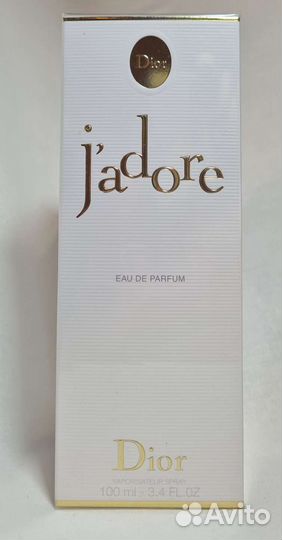 Dior
j'adore
EAU DE PARFUM
Dior
VAPORISATEUR SPRAY
100 ml - 3.4 FL.OZ
Avito